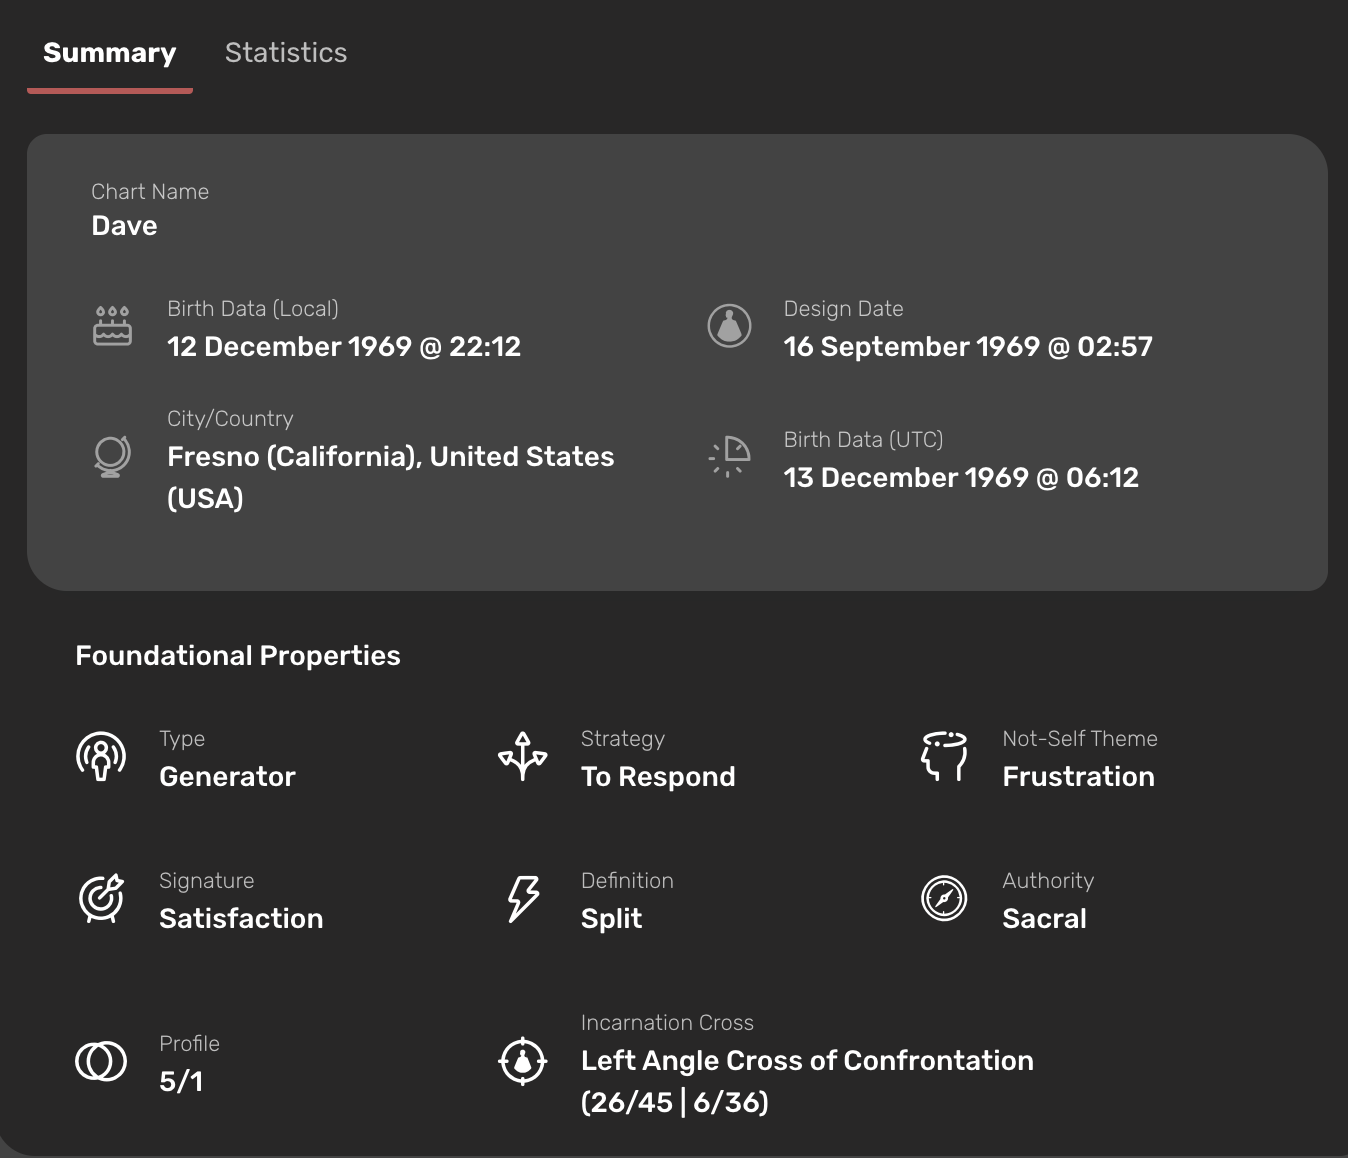 Summary
Statistics
Chart Name
Dave
Birth Data (Local)
12 December 1969 @ 22:12
Design Date
16 September 1969 @ 02:57
City/Country
Fresno (California), United States
(USA)
Birth Data (UTC)
13 December 1969 @ 06:12
Foundational Properties
Type
Generator
Strategy
To Respond
Not-Self Theme
Frustration
Signature
Satisfaction
Definition
Split
Authority
Sacral
Profile
5/1
Incarnation Cross
Left Angle Cross of Confrontation
(26/45 | 6/36)